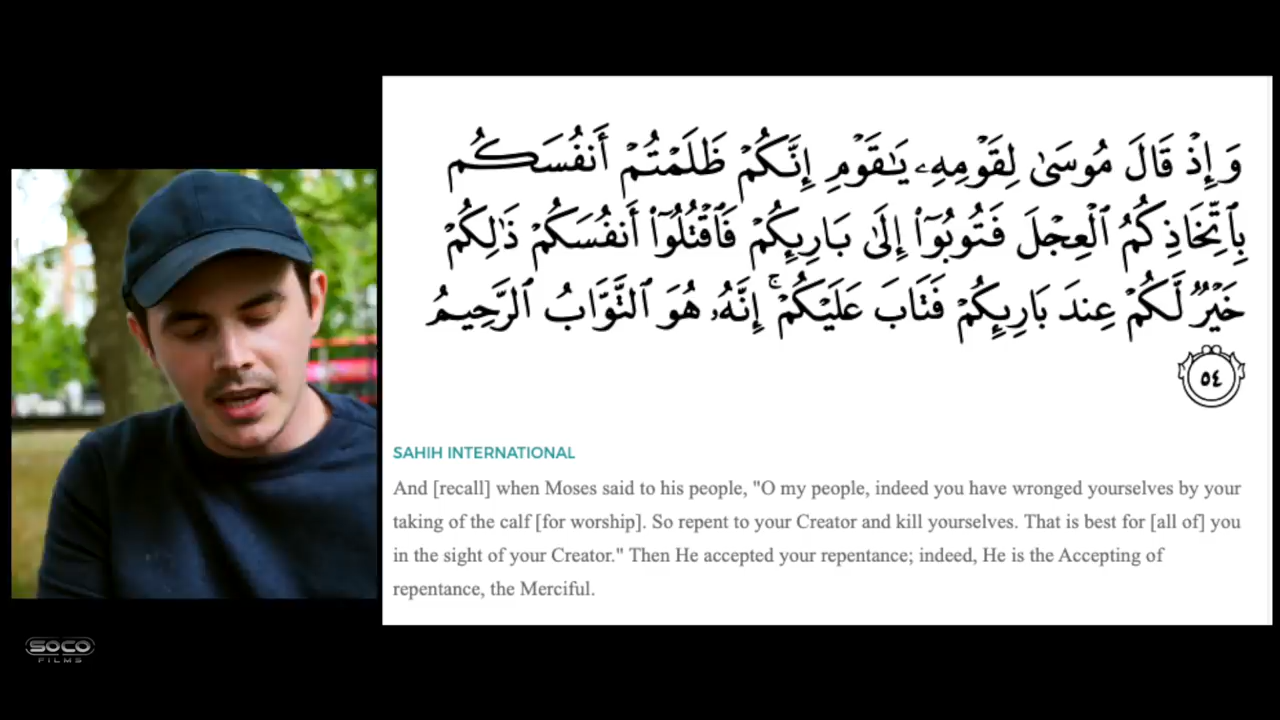 وَإِذْ قَالَ مُوسَىٰ لِقَوْمِهِۦ يَـٰقَوْمِ إِنَّكُمْ ظَلَمْتُمْ أَنفُسَكُم
بِٱتِّخَاذِكُمُ ٱلْعِجْلَ فَتُوبُوٓا۟ إِلَىٰ بَارِئِكُمْ فَٱقْتُلُوٓا۟ أَنفُسَكُمْ ذَٰلِكُمْ
خَيْرٌ لَّكُمْ عِندَ بَارِئِكُمْ فَتَابَ عَلَيْكُمْ ۚ إِنَّهُۥ هُوَ ٱلتَّوَّابُ ٱلرَّحِيمُ
٥٤
SAHIH INTERNATIONAL
And [recall] when Moses said to his people, "O my people, indeed you have wronged yourselves by your
taking of the calf [for worship]. So repent to your Creator and kill yourselves. That is best for [all of] you
in the sight of your Creator." Then He accepted your repentance; indeed, He is the Accepting of
repentance, the Merciful.
SOCO
FILMS